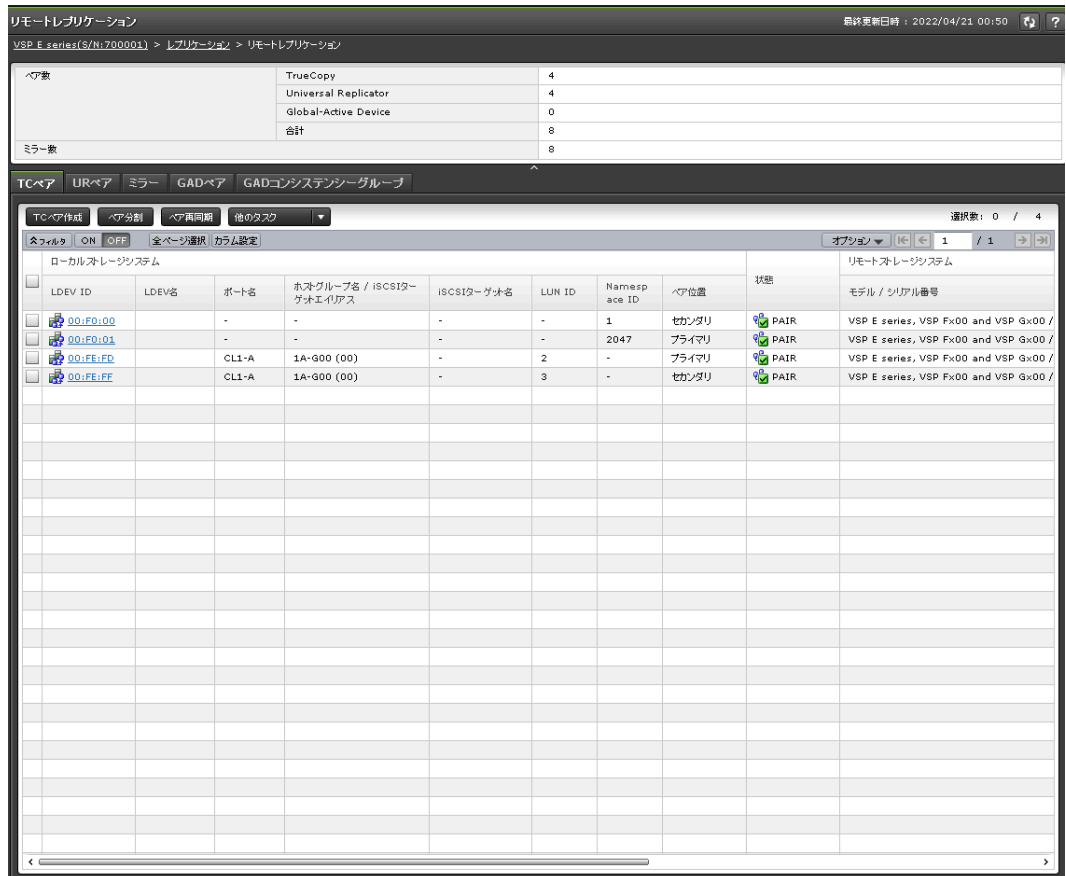 リモートレプリケーション 最終更新日時 : 2022/04/21 00:50 ?
VSP E series(S/N:700001) > レプリケーション > リモートレプリケーション
ペア数 TrueCopy 4
Universal Replicator 4
Global-Active Device 0
合計 8
ミラー数 8
TCペア URペア ミラー GADペア GADコンシステンシーグループ
TCペア作成 ペア分割 ペア再同期 他のタスク 選択数: 0 / 4
フィルタ ON OFF 全ページ選択 カラム設定 オプション 1 / 1
ローカルストレージシステム 状態 リモートストレージシステム
LDEV ID LDEV名 ポート名 ホストグループ名 / iSCSIターゲットエイリアス iSCSIターゲット名 LUN ID Namespace ID ペア位置 モデル / シリアル番号
00:F0:00 - - - - 1 セカンダリ PAIR VSP E series, VSP Fx00 and VSP Gx00 /
00:F0:01 - - - - 2047 プライマリ PAIR VSP E series, VSP Fx00 and VSP Gx00 /
00:FE:FD CL1-A 1A-G00 (00) - 2 - プライマリ PAIR VSP E series, VSP Fx00 and VSP Gx00 /
00:FE:FF CL1-A 1A-G00 (00) - 3 - セカンダリ PAIR VSP E series, VSP Fx00 and VSP Gx00 /